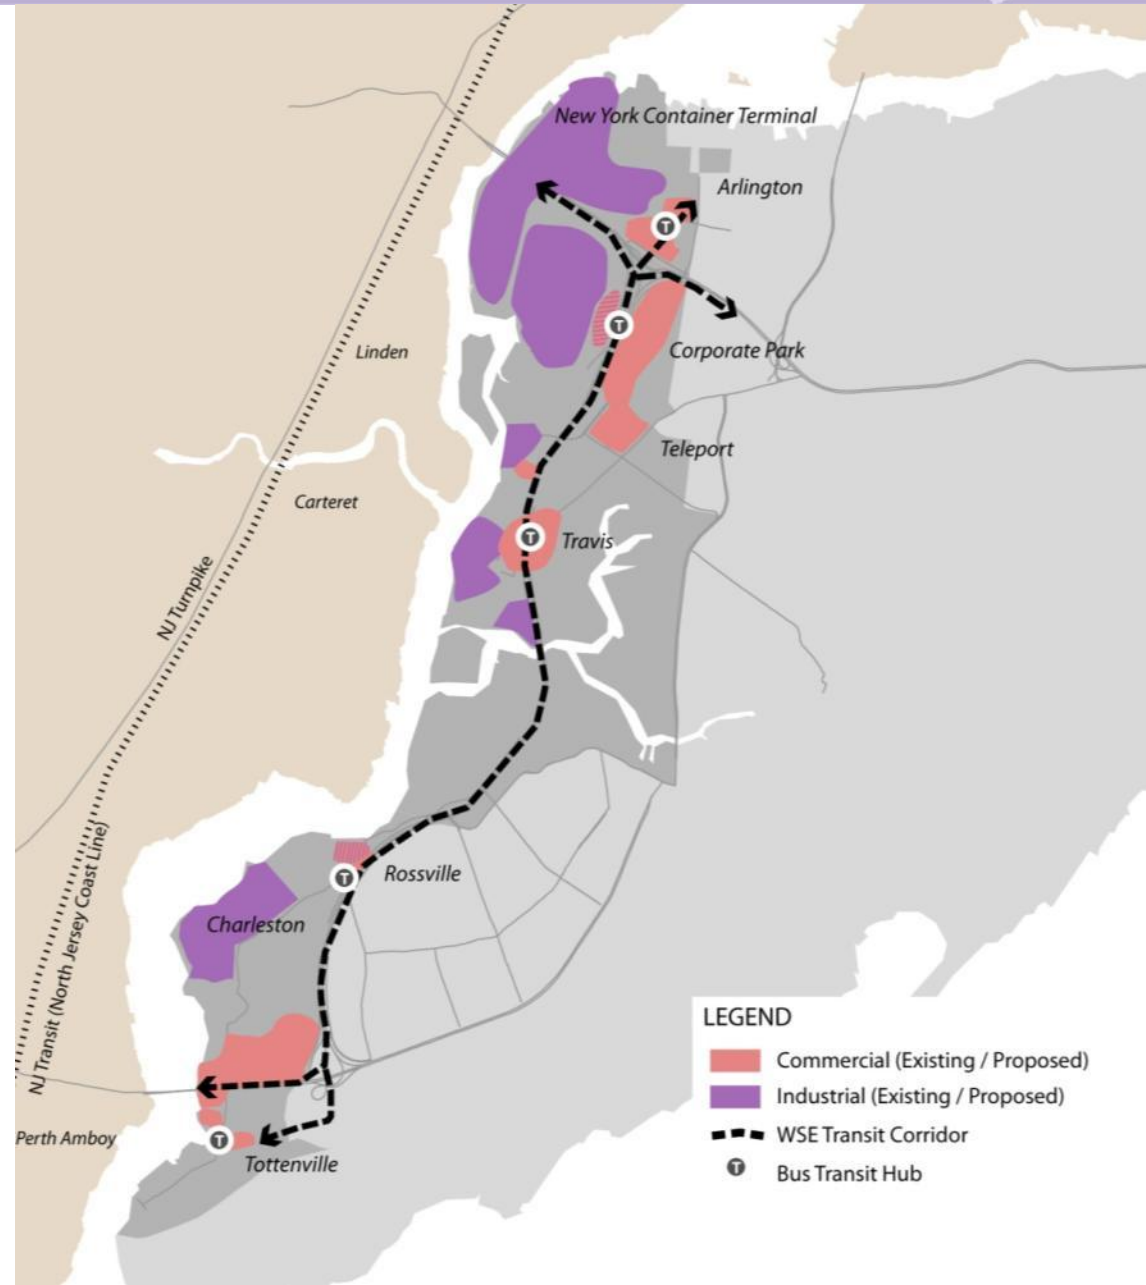 New York Container Terminal
Arlington
T
T
Linden
Corporate Park
Teleport
Carteret
T
Travis
NJ Turnpike
NJ Transit (North Jersey Coast Line)
Rossville
T
Charleston
Perth Amboy
T
Tottenville
LEGEND
Commercial (Existing / Proposed)
Industrial (Existing / Proposed)
WSE Transit Corridor
T Bus Transit Hub